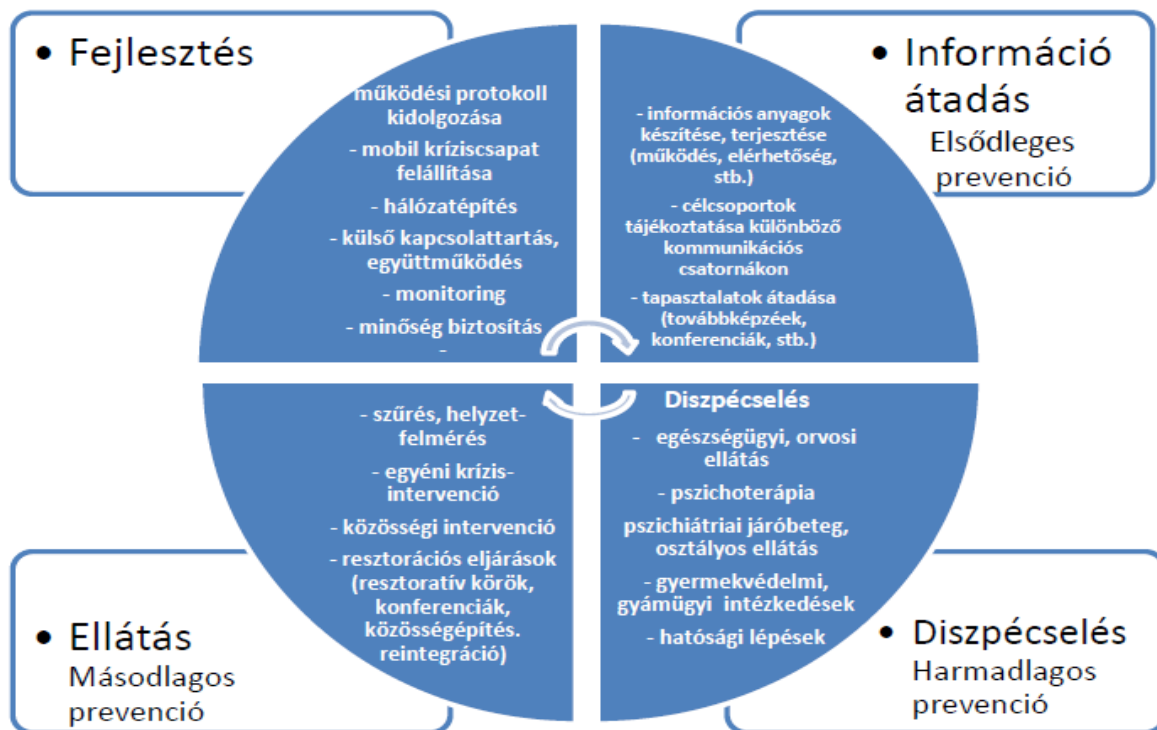 • Fejlesztés
működési protokoll
kidolgozása
- mobil kríziscsapat
felállítása
- hálózatépítés
- külső kapcsolattartás,
együttműködés
- monitoring
- minőség biztosítás
-
• Információ
átadás
Elsődleges
prevenció
- információs anyagok
készítése, terjesztése
(működés, elérhetőség,
stb.)
- célcsoportok
tájékoztatása különböző
kommunikációs
csatornákon
- tapasztalatok átadása
(továbbképzéek,
konferenciák, stb.)
- szűrés, helyzet-
felmérés
- egyéni krízis-
intervenció
- közösségi intervenció
- resztorációs eljárások
(resztoratív körök,
konferenciák,
közösségépítés.
reintegráció)
• Ellátás
Másodlagos
prevenció
Diszpécselés
- egészségügyi, orvosi
ellátás
- pszichoterápia
pszichiátriai járóbeteg,
osztályos ellátás
- gyermekvédelmi,
gyámügyi intézkedések
- hatósági lépések
• Diszpécselés
Harmadlagos
prevenció